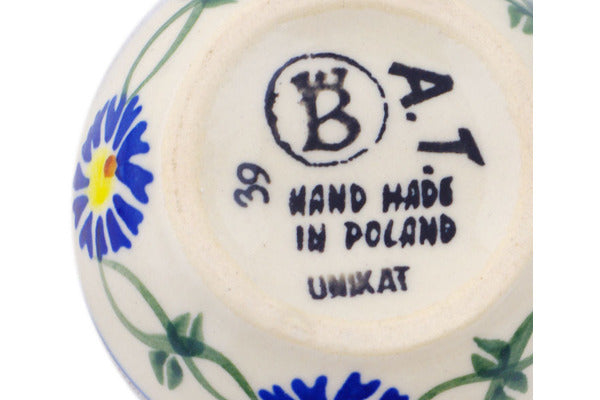 B
A.T.
39
HAND MADE
IN POLAND
UNIKAT